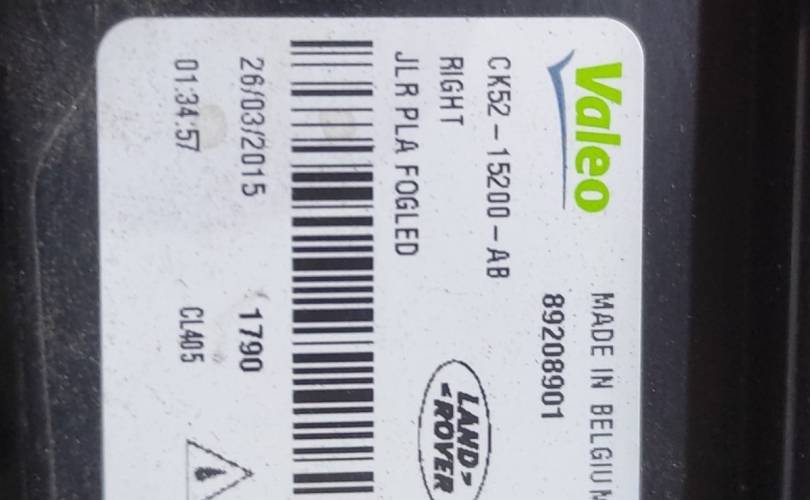 Valeo
MADE IN BELGIUM
89208901
CK52-15200-AB
RIGHT
LAND
ROVER
JLR PLA FOGLED
26/03/2015 1790
01:34:57 CL405